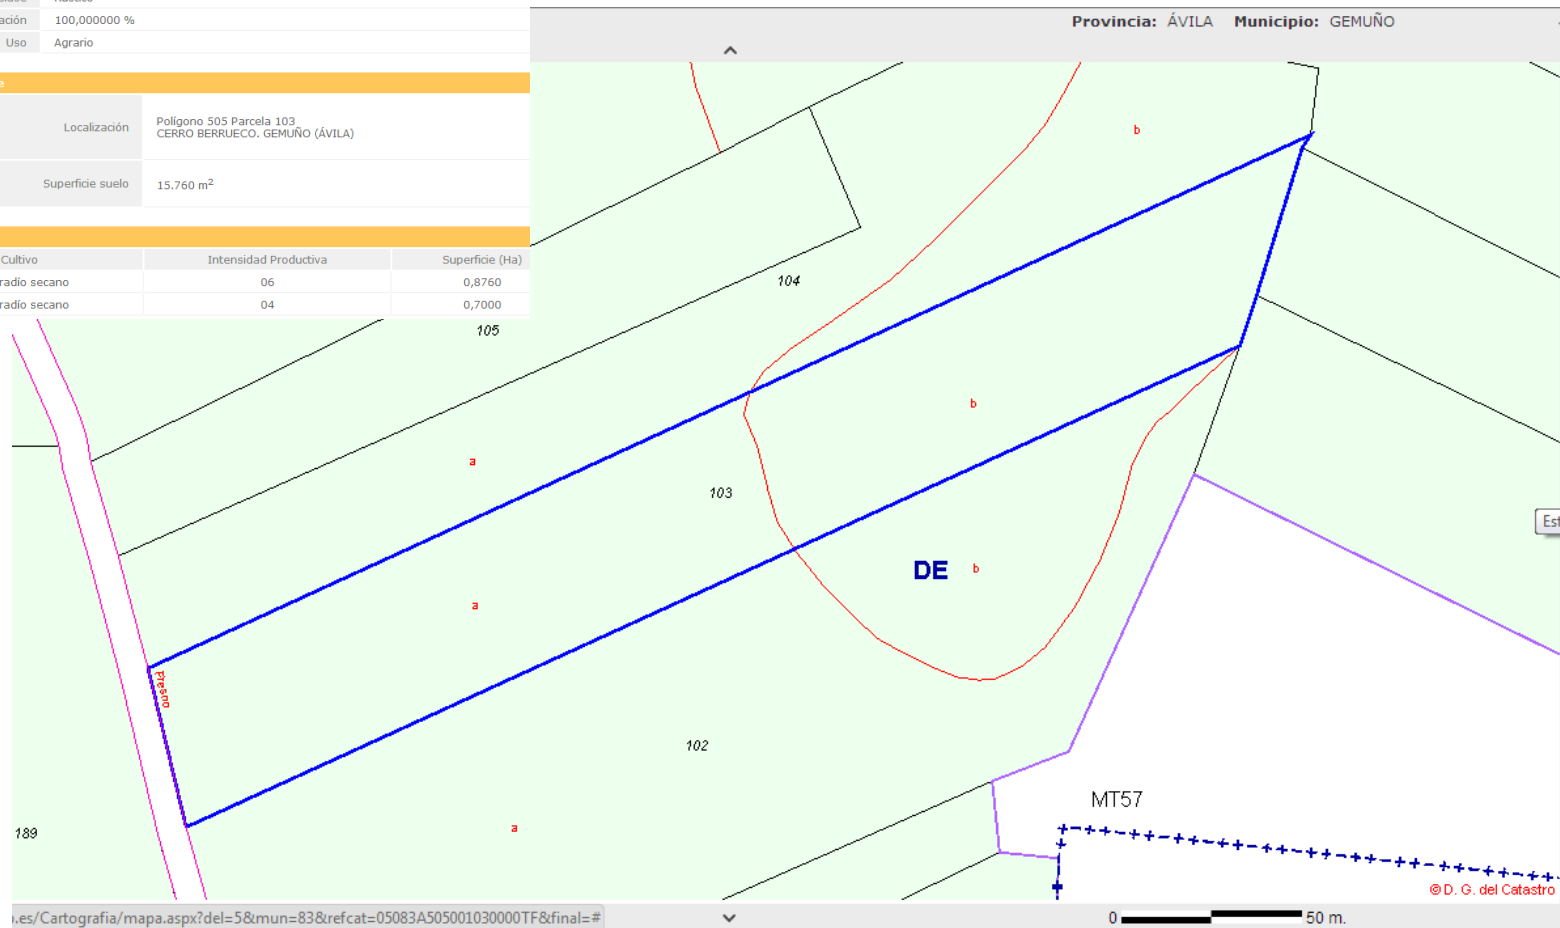 Provincia: ÁVILA Municipio: GEMUÑO
ación 100,000000 %
Uso Agrario
Localización Polígono 505 Parcela 103
CERRO BERRUECO. GEMUÑO (ÁVILA)
Superficie suelo 15.760 m²
Cultivo Intensidad Productiva Superficie (Ha)
radío secano 06 0,8760
radío secano 04 0,7000
b
104
105
b
a
103
DE b
a
Fresno
102
MT57
a
189
© D. G. del Catastro
.es/Cartografia/mapa.aspx?del=5&mun=83&refcat=05083A505001030000TF&final=#
0 50 m.
Est